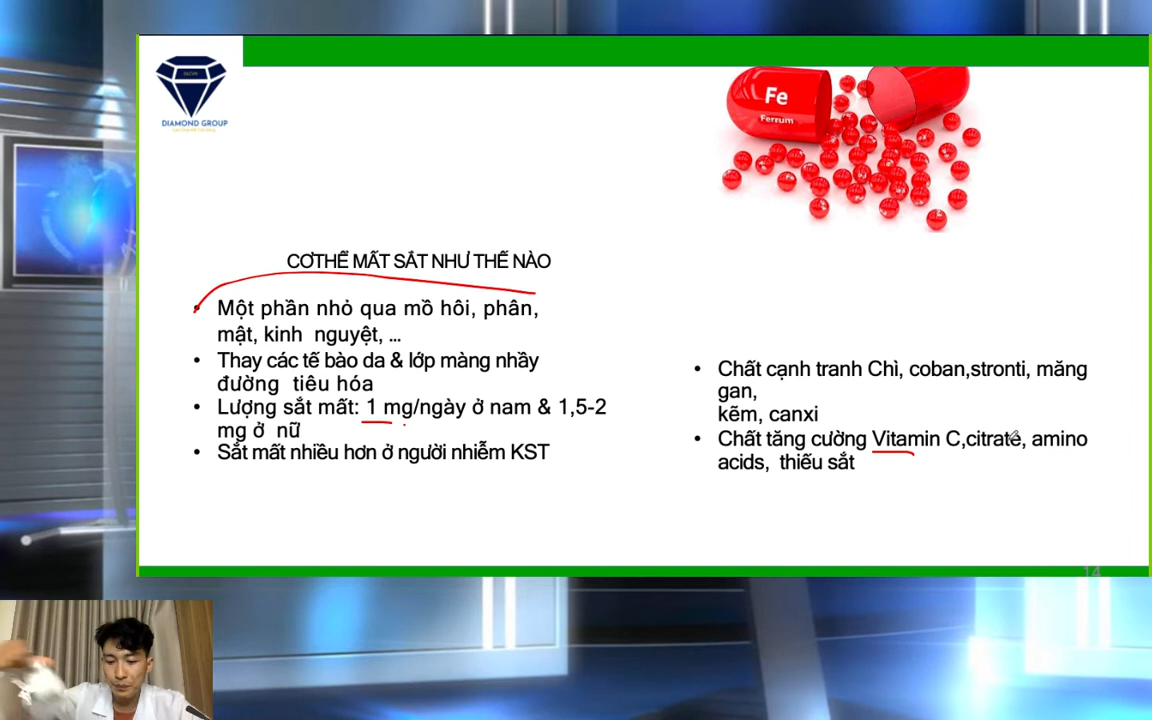 DIAMOND GROUP
Fe
Ferrum
CƠ THỂ MẤT SẮT NHƯ THẾ NÀO
• Một phần nhỏ qua mồ hôi, phân,
mật, kinh nguyệt, ...
• Thay các tế bào da & lớp màng nhầy
đường tiêu hóa
• Lượng sắt mất: 1 mg/ngày ở nam & 1,5-2
mg ở nữ
• Sắt mất nhiều hơn ở người nhiễm KST
• Chất cạnh tranh Chì, coban,stronti, măng
gan,
kẽm, canxi
• Chất tăng cường Vitamin C,citrate, amino
acids, thiếu sắt
14